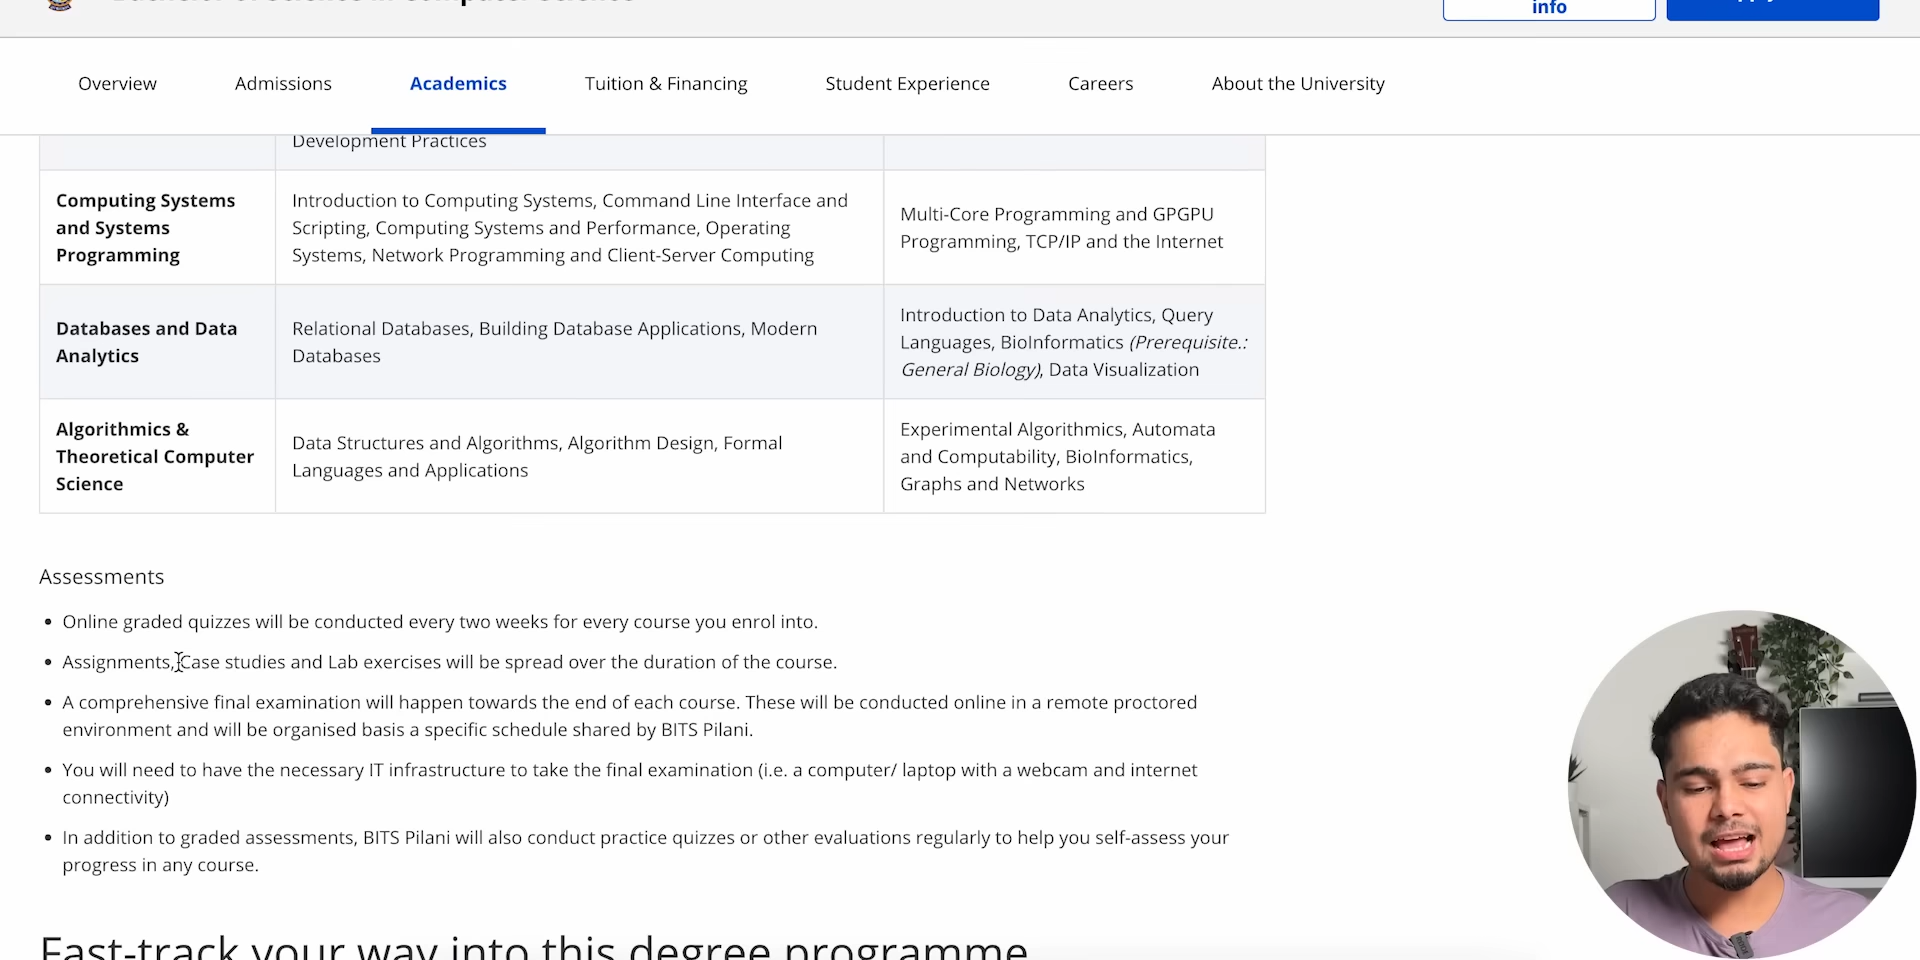 Bachelor of Science in Computer Science
info
Overview
Admissions
Academics
Tuition & Financing
Student Experience
Careers
About the University
Development Practices
Computing Systems
and Systems
Programming
Introduction to Computing Systems, Command Line Interface and
Scripting, Computing Systems and Performance, Operating
Systems, Network Programming and Client-Server Computing
Multi-Core Programming and GPGPU
Programming, TCP/IP and the Internet
Databases and Data
Analytics
Relational Databases, Building Database Applications, Modern
Databases
Introduction to Data Analytics, Query
Languages, BioInformatics (Prerequisite.:
General Biology), Data Visualization
Algorithmics &
Theoretical Computer
Science
Data Structures and Algorithms, Algorithm Design, Formal
Languages and Applications
Experimental Algorithmics, Automata
and Computability, BioInformatics,
Graphs and Networks
Assessments
• Online graded quizzes will be conducted every two weeks for every course you enrol into.
• Assignments, Case studies and Lab exercises will be spread over the duration of the course.
• A comprehensive final examination will happen towards the end of each course. These will be conducted online in a remote proctored
environment and will be organised basis a specific schedule shared by BITS Pilani.
• You will need to have the necessary IT infrastructure to take the final examination (i.e. a computer/ laptop with a webcam and internet
connectivity)
• In addition to graded assessments, BITS Pilani will also conduct practice quizzes or other evaluations regularly to help you self-assess your
progress in any course.
Fast-track your way into this degree programme